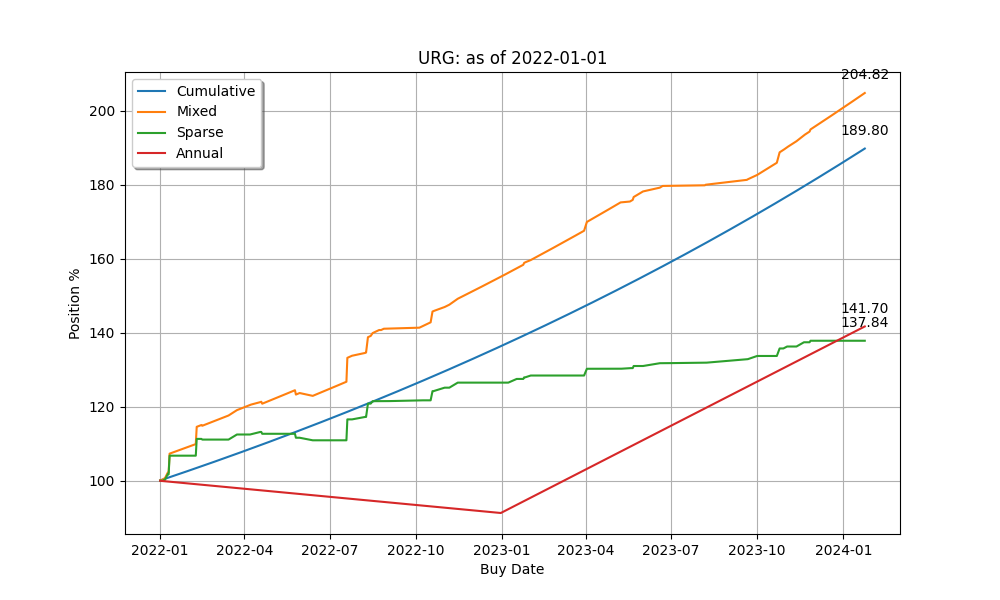 URG: as of 2022-01-01
204.82
Cumulative
Mixed
Sparse
Annual
189.80
141.70
137.84
200
180
160
140
120
100
Position %
2022-01
2022-04
2022-07
2022-10
2023-01
2023-04
2023-07
2023-10
2024-01
Buy Date